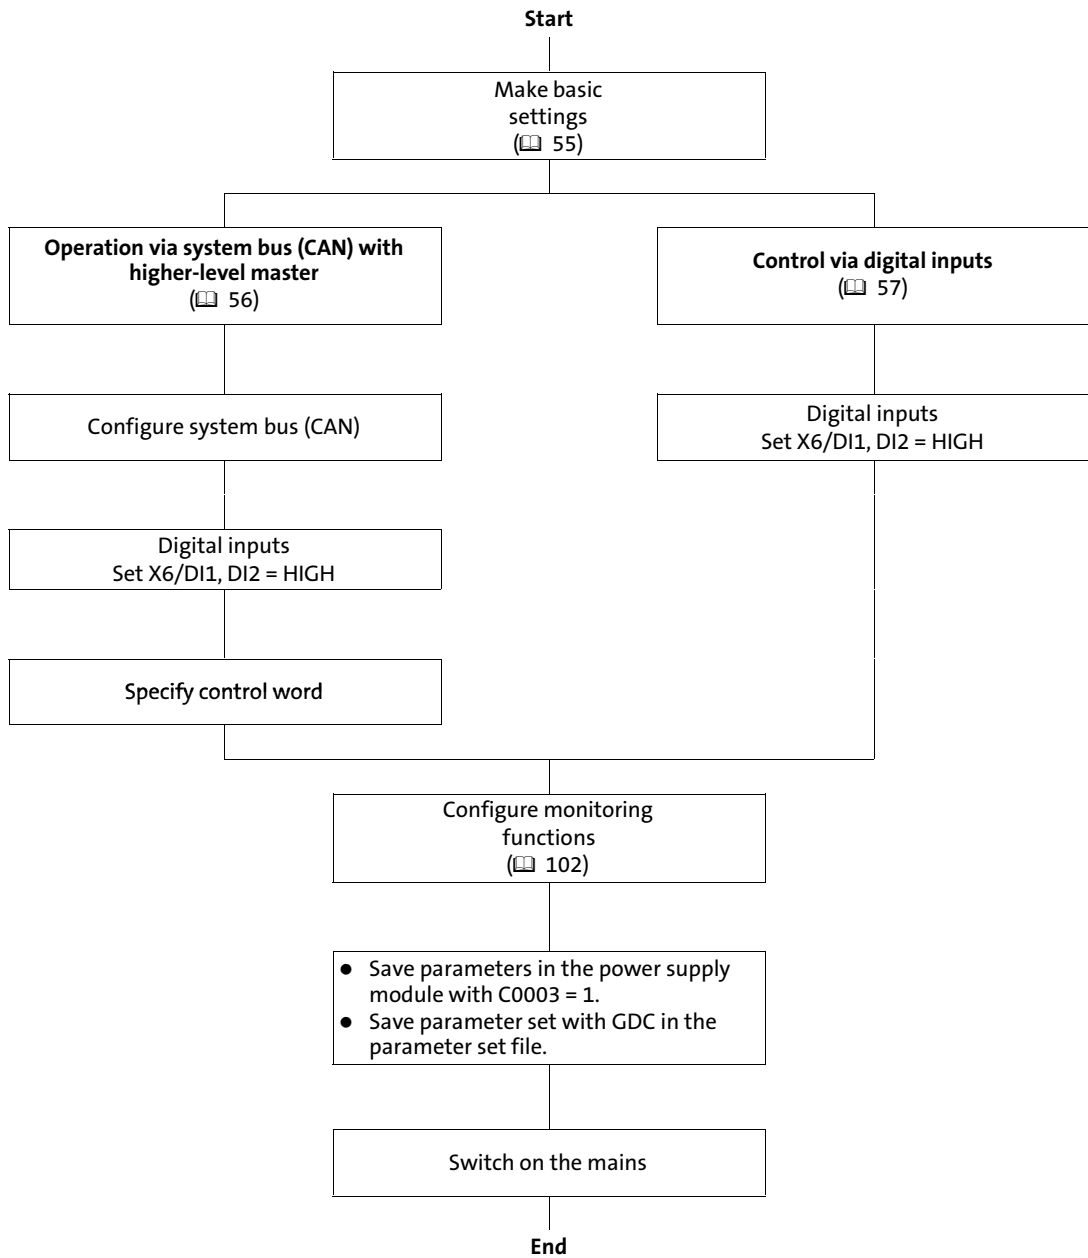 Start
Make basic
settings
(🕮 55)
Operation via system bus (CAN) with
higher-level master
(🕮 56)
Control via digital inputs
(🕮 57)
Configure system bus (CAN)
Digital inputs
Set X6/DI1, DI2 = HIGH
Digital inputs
Set X6/DI1, DI2 = HIGH
Specify control word
Configure monitoring
functions
(🕮 102)
● Save parameters in the power supply
module with C0003 = 1.
● Save parameter set with GDC in the
parameter set file.
Switch on the mains
End